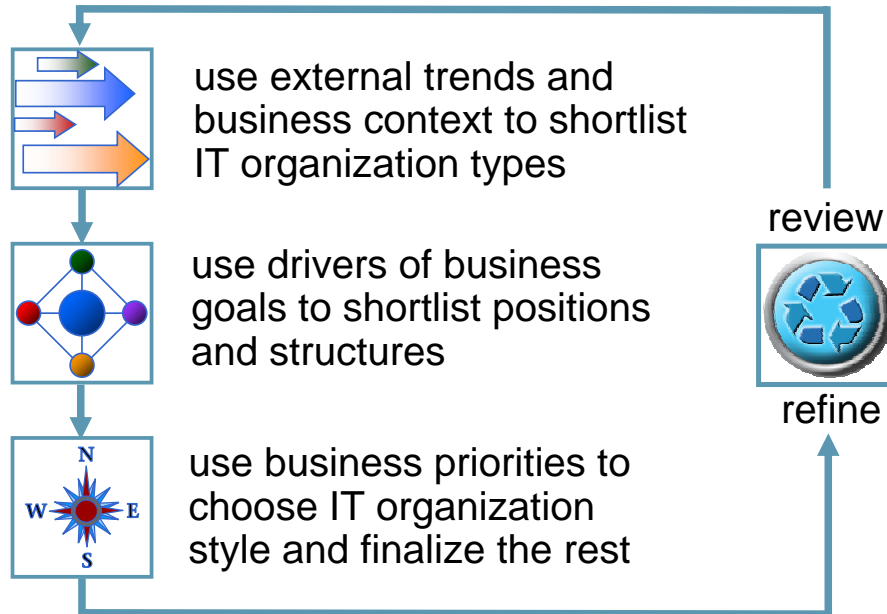 use external trends and
business context to shortlist
IT organization types
review
use drivers of business
goals to shortlist positions
and structures
refine
N
W
E
S
use business priorities to
choose IT organization
style and finalize the rest